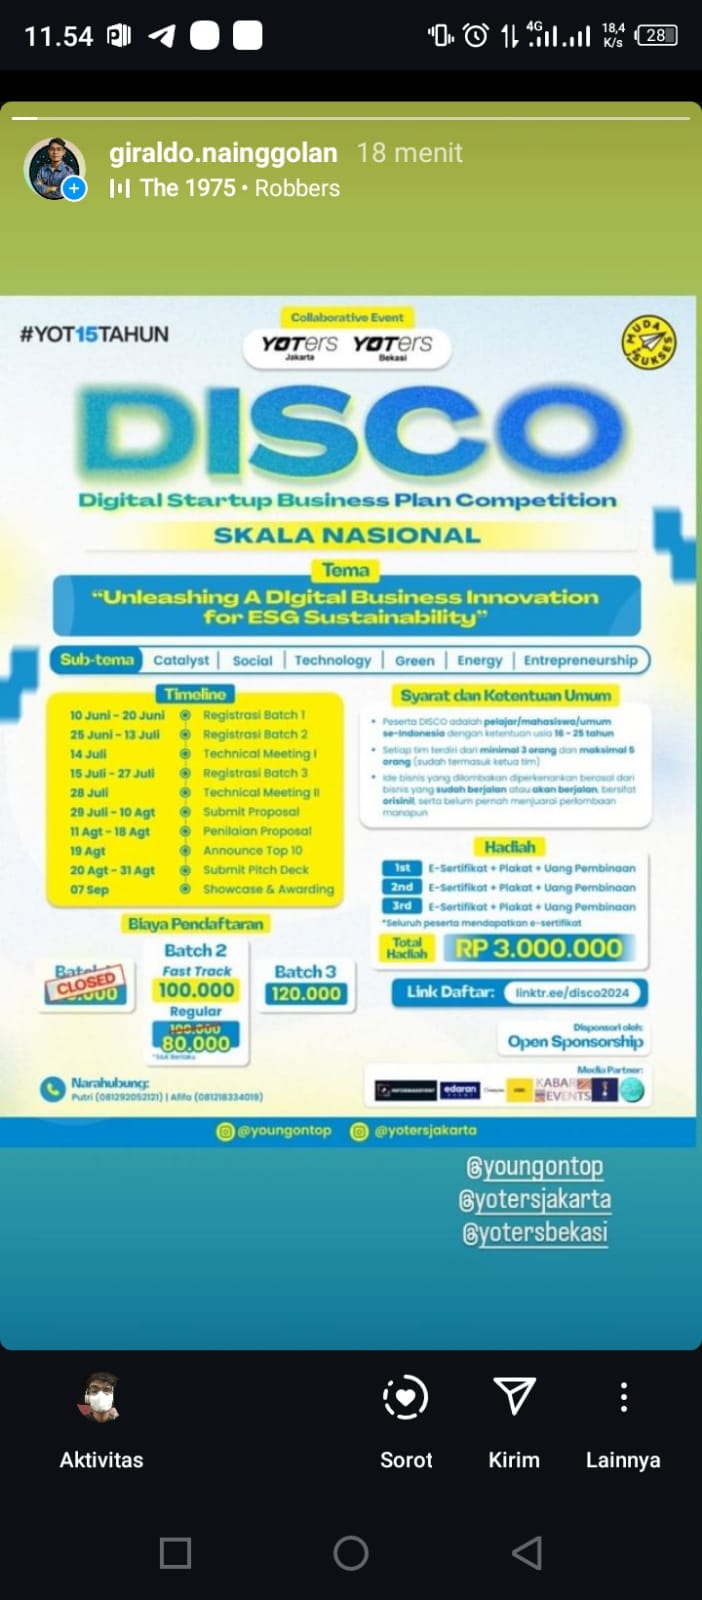 11.54
4G
18,4
K/s
28
giraldo.nainggolan 18 menit
The 1975 • Robbers
#YOT15TAHUN
Collaborative Event
YOTers
Jakarta
YOTers
Bekasi
MUDA
SUKSES
DISCO
Digital Startup Business Plan Competition
SKALA NASIONAL
Tema
“Unleashing A Digital Business Innovation
for ESG Sustainability”
Sub-tema Catalyst | Social | Technology | Green | Energy | Entrepreneurship
Timeline
10 Juni - 20 Juni Registrasi Batch 1
25 Juni - 13 Juli Registrasi Batch 2
14 Juli Technical Meeting I
15 Juli - 27 Juli Registrasi Batch 3
28 Juli Technical Meeting II
29 Juli - 10 Agt Submit Proposal
11 Agt - 18 Agt Penilaian Proposal
19 Agt Announce Top 10
20 Agt - 31 Agt Submit Pitch Deck
07 Sep Showcase & Awarding
Syarat dan Ketentuan Umum
• Peserta DISCO adalah pelajar/mahasiswa/umum
se-Indonesia dengan ketentuan usia 16 - 25 tahun
• Setiap tim terdiri dari minimal 3 orang dan maksimal 5
orang (sudah termasuk ketua tim)
• Ide bisnis yang dilombakan diperkenankan berasal dari
bisnis yang sudah berjalan atau akan berjalan, bersifat
orisinil, serta belum pernah menjuarai perlombaan
manapun
Hadiah
1st E-Sertifikat + Plakat + Uang Pembinaan
2nd E-Sertifikat + Plakat + Uang Pembinaan
3rd E-Sertifikat + Plakat + Uang Pembinaan
*Seluruh peserta mendapatkan e-sertifikat
Total
Hadiah
RP 3.000.000
Biaya Pendaftaran
CLOSED
Batch 2
Fast Track
100.000
Regular
100.000
80.000
*S&K Berlaku
Batch 3
120.000
Link Daftar: linktr.ee/disco2024
Disponsori oleh:
Open Sponsorship
Media Partner:
edaran
KABAR
EVENTS
Narahubung:
Putri (081292052121) | Afifa (081218334019)
@youngontop @yotersjakarta
@youngontop
@yotersjakarta
@yotersbekasi
Aktivitas
Sorot
Kirim
Lainnya